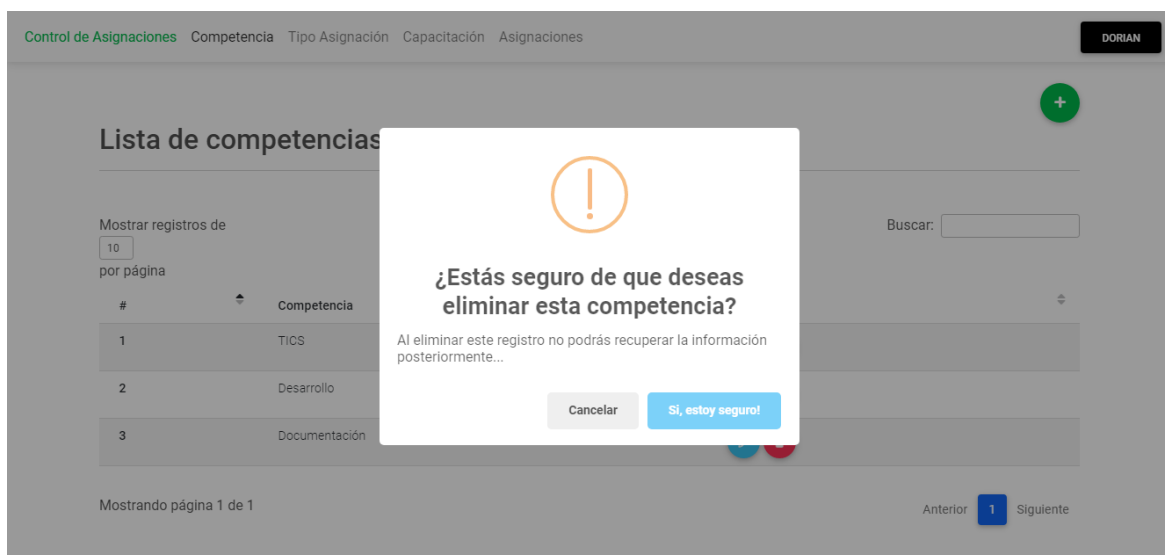 Control de Asignaciones Competencia Tipo Asignación Capacitación Asignaciones
DORIAN
+
Lista de competencias
Mostrar registros de
10
por página
Buscar:
¿Estás seguro de que deseas
eliminar esta competencia?
Al eliminar este registro no podrás recuperar la información
posteriormente...
Cancelar Si, estoy seguro!
# Competencia
1 TICS
2 Desarrollo
3 Documentación
Mostrando página 1 de 1
Anterior 1 Siguiente